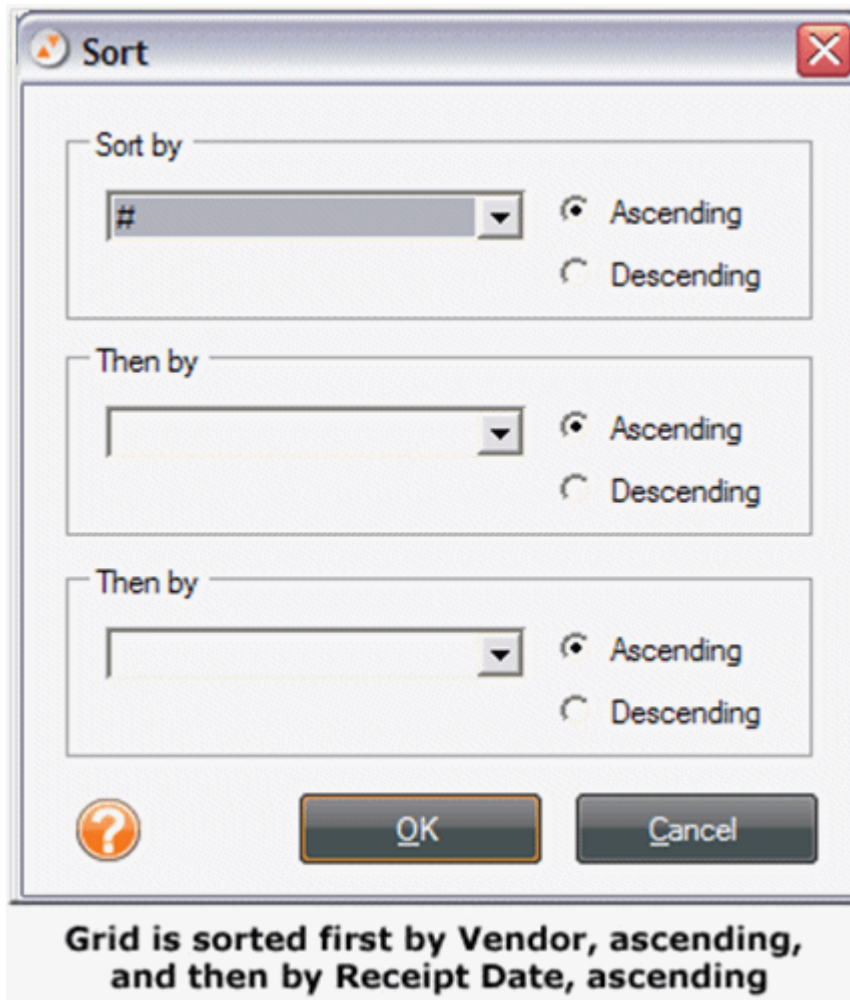 Sort
Sort by
#
Ascending
Descending
Then by
Ascending
Descending
Then by
Ascending
Descending
?
OK
Cancel
Grid is sorted first by Vendor, ascending,
and then by Receipt Date, ascending